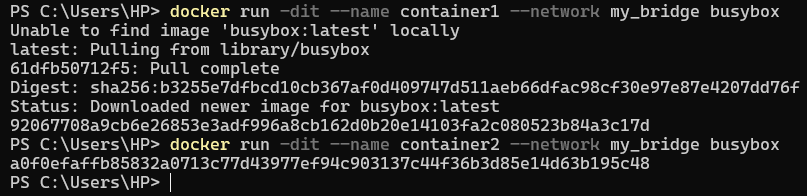 PS C:\Users\HP> docker run -dit --name container1 --network my_bridge busybox
Unable to find image 'busybox:latest' locally
latest: Pulling from library/busybox
61dfb50712f5: Pull complete
Digest: sha256:b3255e7dfbcd10cb367af0d409747d511aeb66dfac98cf30e97e87e4207dd76f
Status: Downloaded newer image for busybox:latest
92067708a9cb6e26853e3adf996a8cb162d0b20e14103fa2c080523b84a3c17d
PS C:\Users\HP> docker run -dit --name container2 --network my_bridge busybox
a0f0efaffb85832a0713c77d43977ef94c903137c44f36b3d85e14d63b195c48
PS C:\Users\HP>